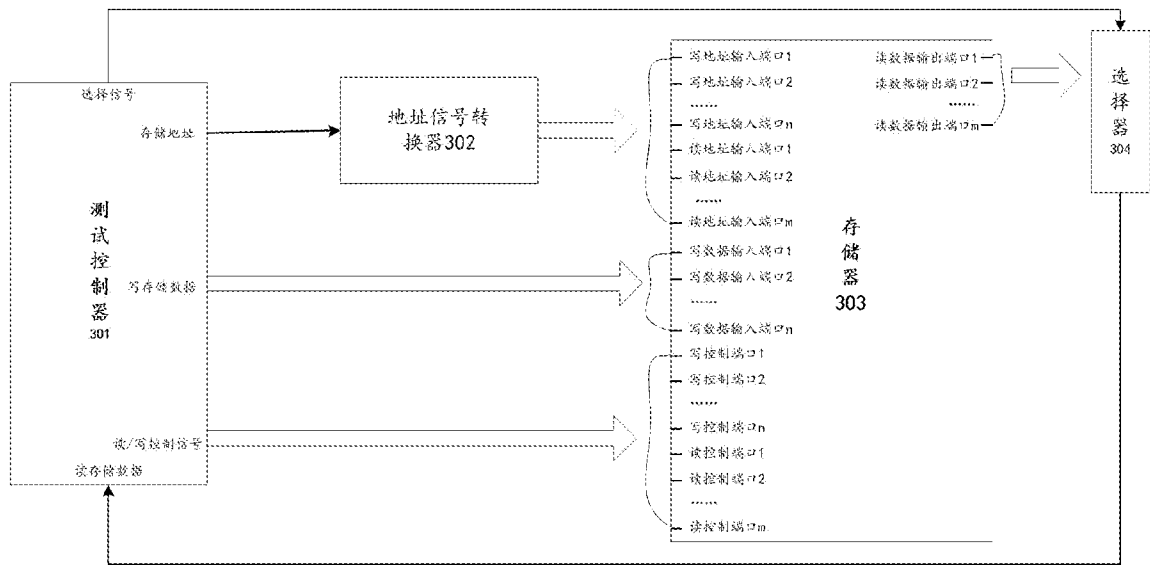 选择信号
存储地址
测试控制器
301
写存储数据
读/写控制信号
读存储数据
地址信号转
换器302
写地址输入端口1
写地址输入端口2
......
写地址输入端口n
读地址输入端口1
读地址输入端口2
......
读地址输入端口m
写数据输入端口1
写数据输入端口2
......
写数据输入端口n
写控制端口1
写控制端口2
......
写控制端口n
读控制端口1
读控制端口2
......
读控制端口m
存储器
303
读数据输出端口1
读数据输出端口2
......
读数据输出端口m
选择器
304